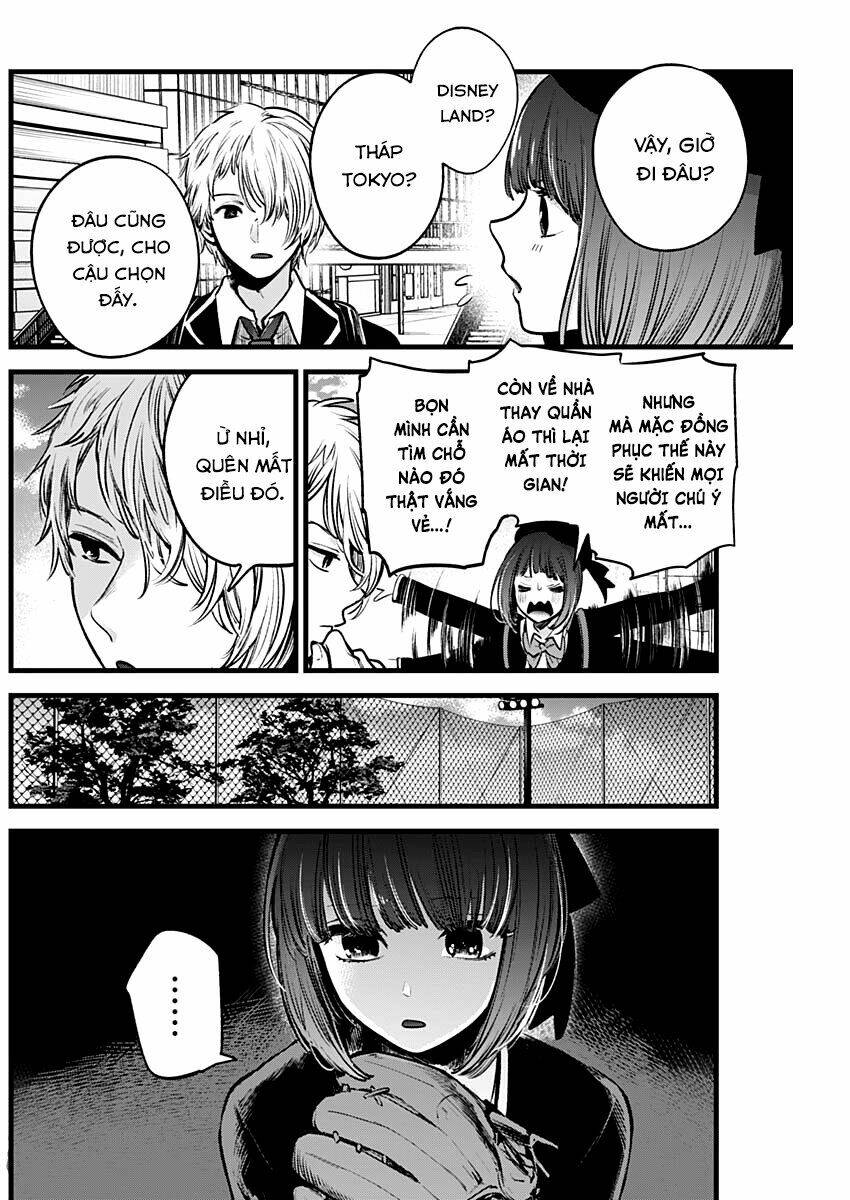 VẬY, GIỜ
ĐI ĐÂU?
DISNEY
LAND?
THÁP
TOKYO?
ĐÂU CŨNG
ĐƯỢC, CHO
CẬU CHỌN
ĐẤY.
NHƯNG
MÀ MẶC ĐỒNG
PHỤC THẾ NÀY
SẼ KHIẾN MỌI
NGƯỜI CHÚ Ý
MẤT...
CÒN VỀ NHÀ
THAY QUẦN
ÁO THÌ LẠI
MẤT THỜI
GIAN!
BỌN
MÌNH CẦN
TÌM CHỖ
NÀO ĐÓ
THẬT VẮNG
VẺ...!
Ừ NHỈ,
QUÊN MẤT
ĐIỀU ĐÓ.
......